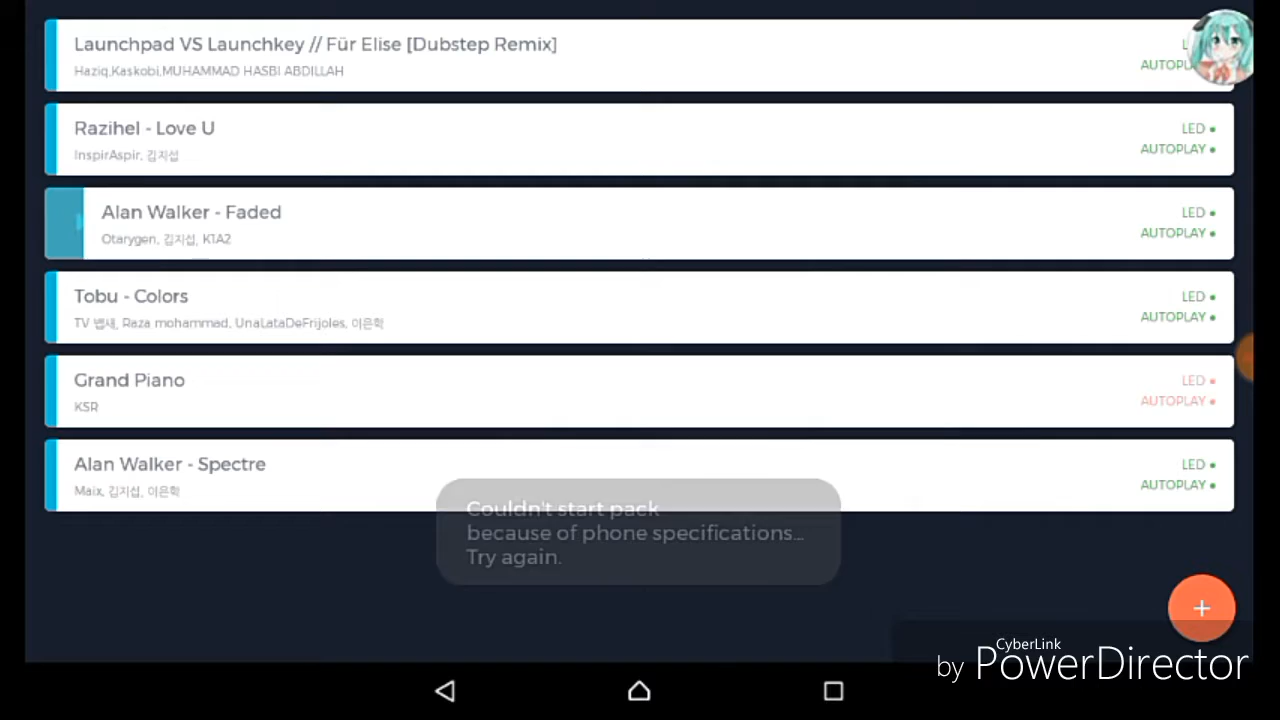 Launchpad VS Launchkey // Für Elise [Dubstep Remix]
Haziq,Kaskobi,MUHAMMAD HASBI ABDILLAH
AUTOPL
Razihel - Love U
InspirAspir, 김지섭
LED
AUTOPLAY
Alan Walker - Faded
Otarygen, 김지섭, K1A2
LED
AUTOPLAY
Tobu - Colors
TV 뱁새, Raza mohammad, UnaLataDeFrijoles, 이은학
LED
AUTOPLAY
Grand Piano
KSR
LED
AUTOPLAY
Alan Walker - Spectre
Maix, 김지섭, 이은학
LED
AUTOPLAY
Couldn't start pack
because of phone specifications...
Try again.
+
CyberLink
by PowerDirector